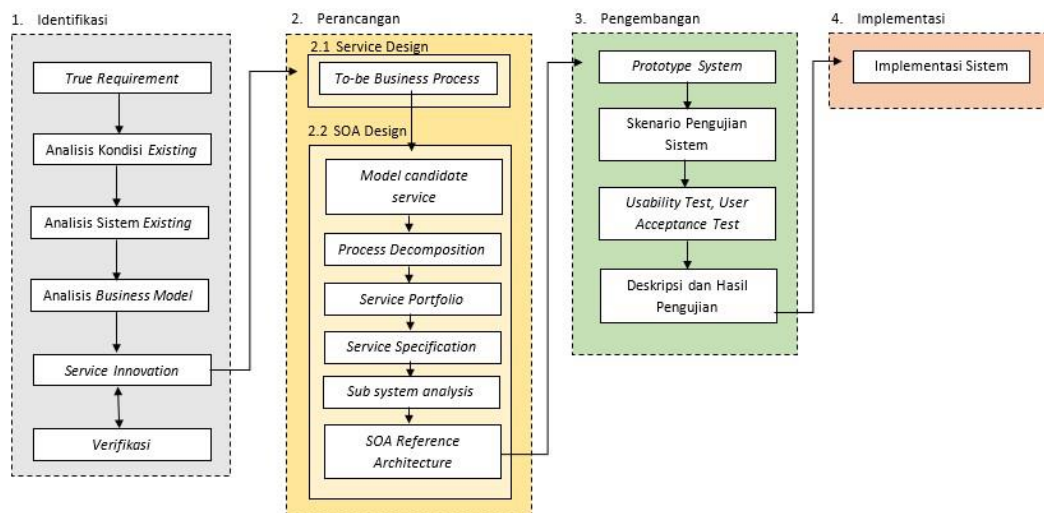 1. Identifikasi
True Requirement
Analisis Kondisi Existing
Analisis Sistem Existing
Analisis Business Model
Service Innovation
Verifikasi
2. Perancangan
2.1 Service Design
To-be Business Process
2.2 SOA Design
Model candidate
service
Process Decomposition
Service Portfolio
Service Specification
Sub system analysis
SOA Reference
Architecture
3. Pengembangan
Prototype System
Skenario Pengujian
Sistem
Usability Test, User
Acceptance Test
Deskripsi dan Hasil
Pengujian
4. Implementasi
Implementasi Sistem